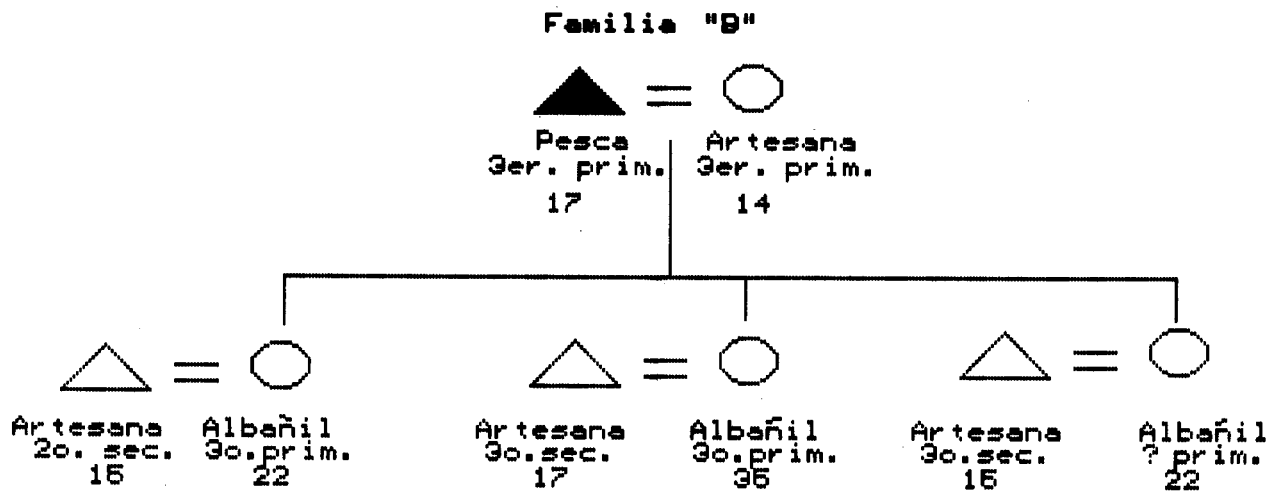 Familia "B"
Pesca
3er. prim.
17
Artesana
3er. prim.
14
Artesana
2o. sec.
15
Albañil
3o.prim.
22
Artesana
3o.sec.
17
Albañil
3o.prim.
35
Artesana
3o.sec.
15
Albañil
? prim.
22